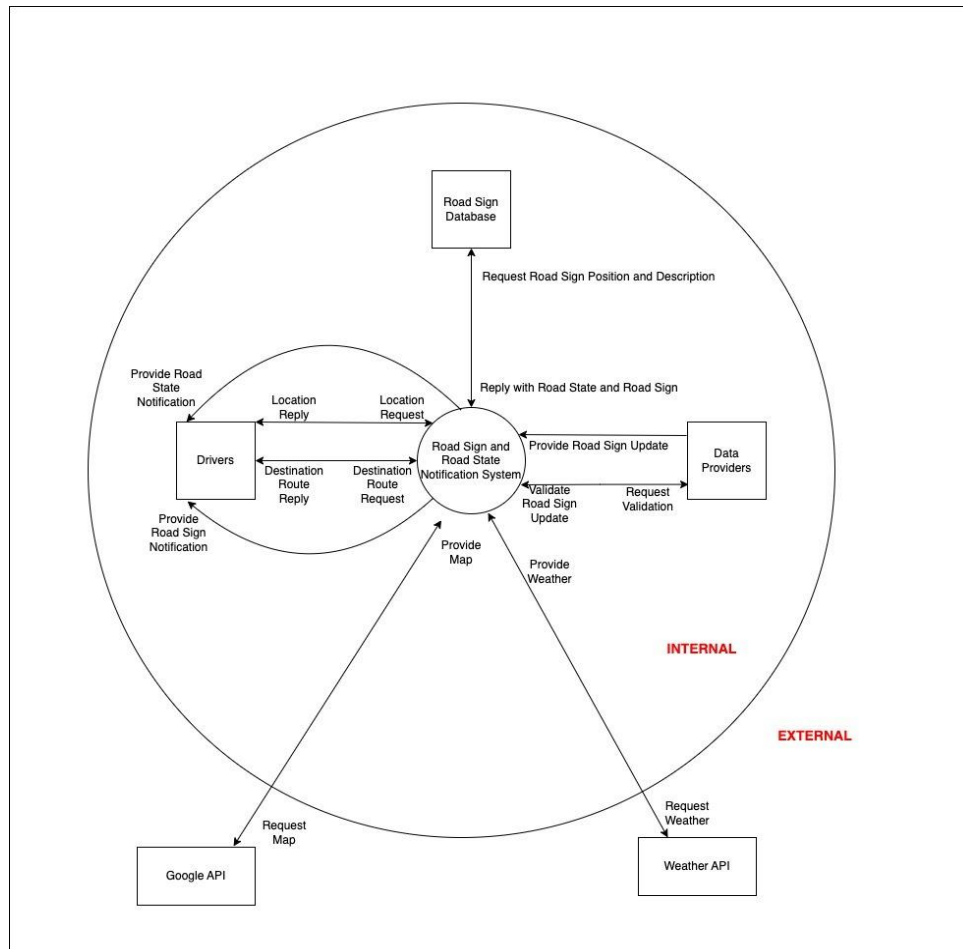 Road Sign
Database
Request Road Sign Position and Description
Reply with Road State and Road Sign
Provide Road
State
Notification
Location
Reply
Location
Request
Drivers
Destination
Route
Reply
Destination
Route
Request
Provide
Road Sign
Notification
Road Sign and
Road State
Notification System
Provide Road Sign Update
Validate
Road Sign
Update
Request
Validation
Data
Providers
Provide
Map
Provide
Weather
INTERNAL
EXTERNAL
Request
Map
Request
Weather
Google API
Weather API